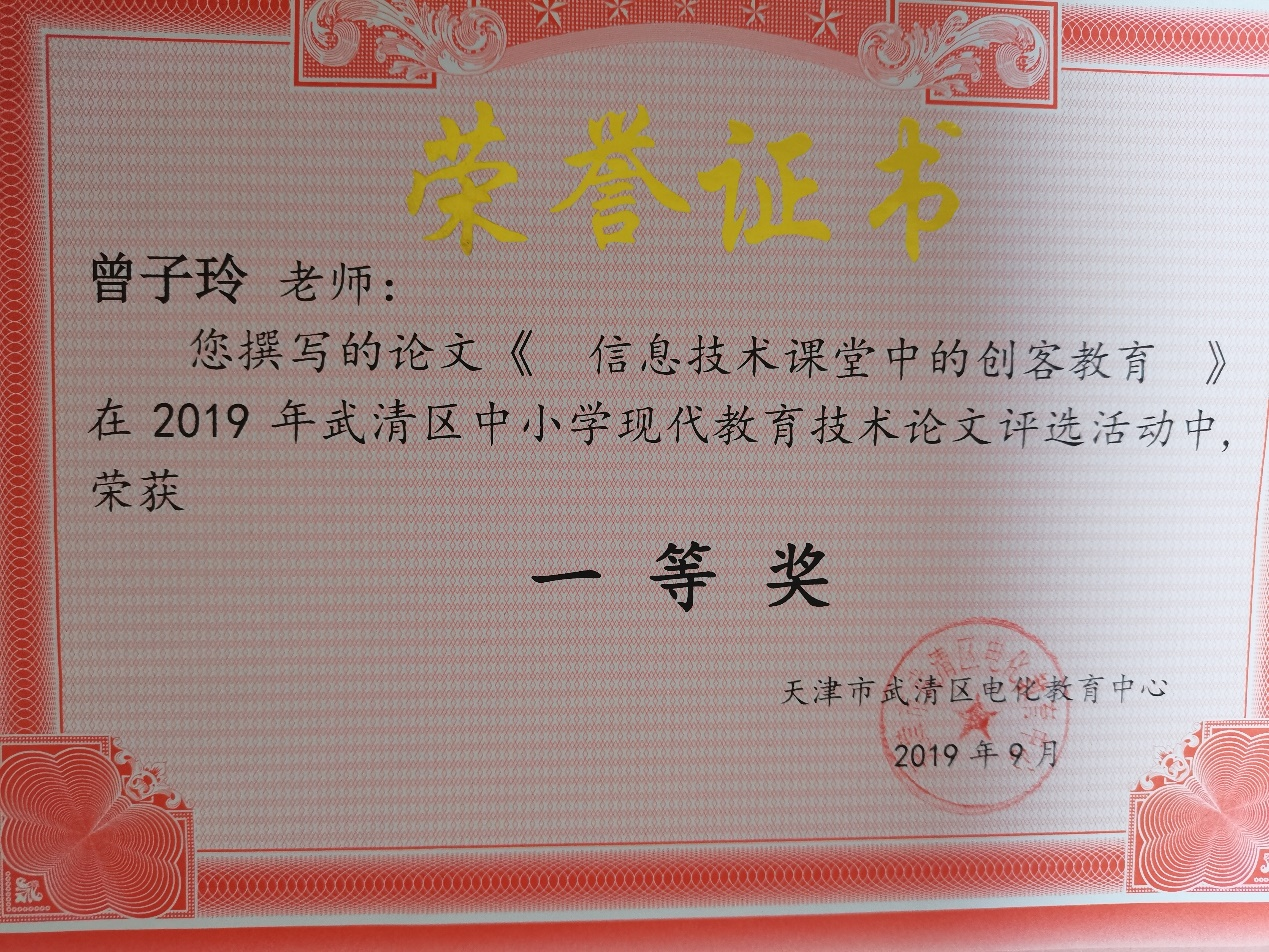 荣誉证书
曾子玲 老师：
您撰写的论文《 信息技术课堂中的创客教育 》
在 2019 年武清区中小学现代教育技术论文评选活动中，
荣获
一 等 奖
天津市武清区电化教育中心
2019 年 9 月